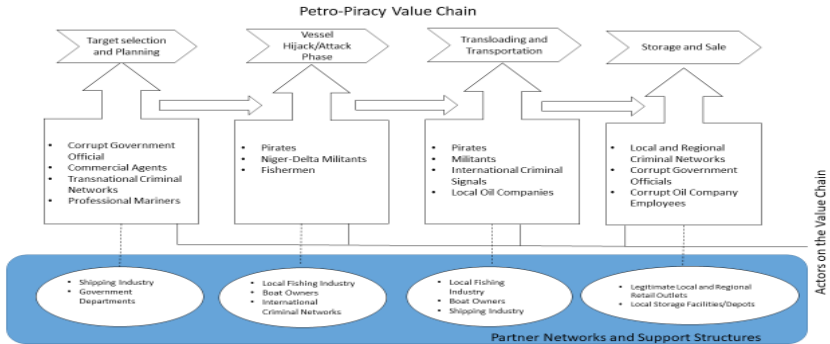 Petro-Piracy Value Chain
Target selection
and Planning
Vessel
Hijack/Attack
Phase
Transloading and
Transportation
Storage and Sale
• Corrupt Government
Official
• Commercial Agents
• Transnational Criminal
Networks
• Professional Mariners
• Pirates
• Niger-Delta Militants
• Fishermen
• Pirates
• Militants
• International Criminal
Signals
• Local Oil Companies
• Local and Regional
Criminal Networks
• Corrupt Government
Officials
• Corrupt Oil Company
Employees
Actors on the Value Chain
• Shipping Industry
• Government
Departments
• Local Fishing Industry
• Boat Owners
• International
Criminal Networks
• Local Fishing
Industry
• Boat Owners
• Shipping Industry
• Legitimate Local and Regional
Retail Outlets
• Local Storage Facilities/Depots
Partner Networks and Support Structures